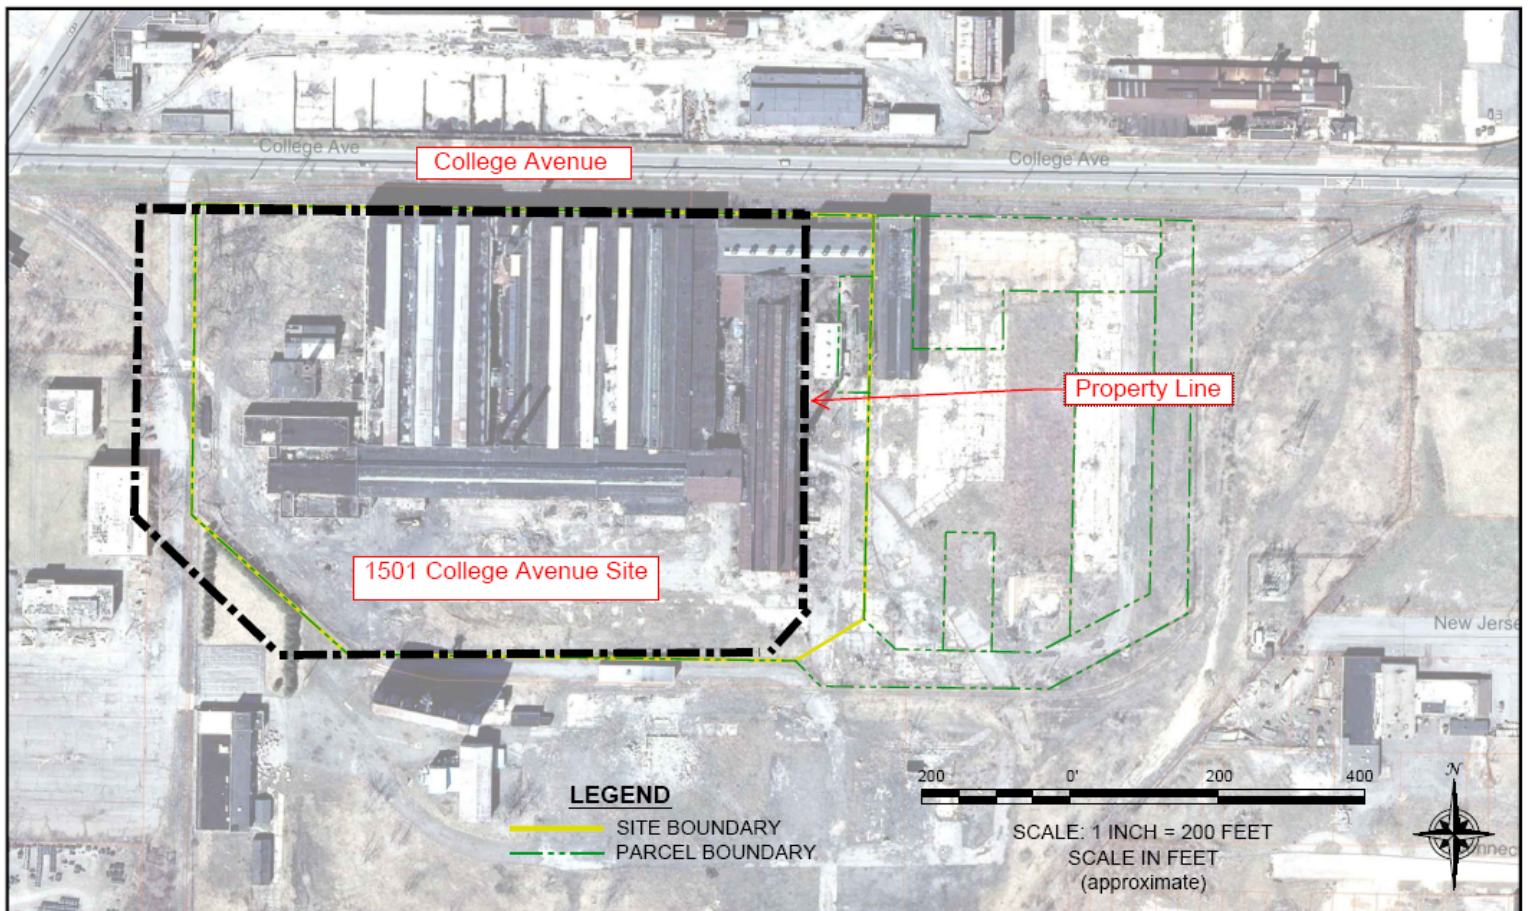 College Ave
College Avenue
College Ave
Property Line
1501 College Avenue Site
New Jerse
N
200 0' 200 400
LEGEND
SITE BOUNDARY
PARCEL BOUNDARY
SCALE: 1 INCH = 200 FEET
SCALE IN FEET
(approximate)
nnec